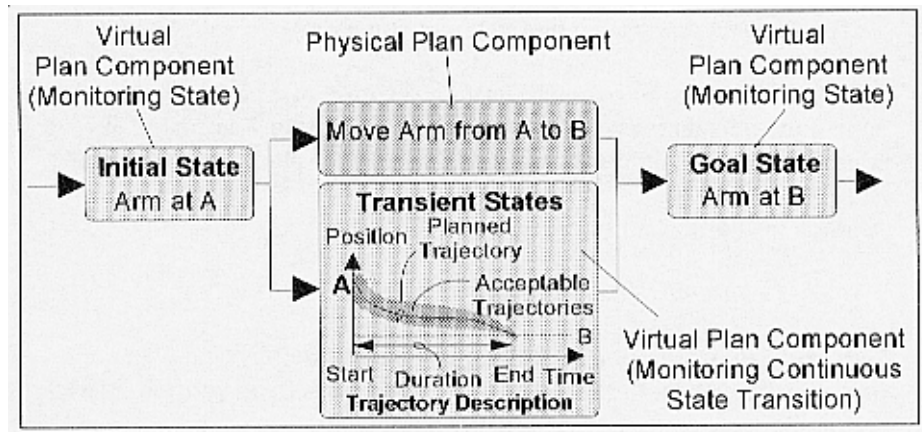 Virtual
Plan Component
(Monitoring State)
Physical Plan Component
Virtual
Plan Component
(Monitoring State)
Initial State
Arm at A
Move Arm from A to B
Goal State
Arm at B
Transient States
Position
Planned
Trajectory
A
Acceptable
Trajectories
B
Start
Duration
End
Time
Trajectory Description
Virtual Plan Component
(Monitoring Continuous
State Transition)